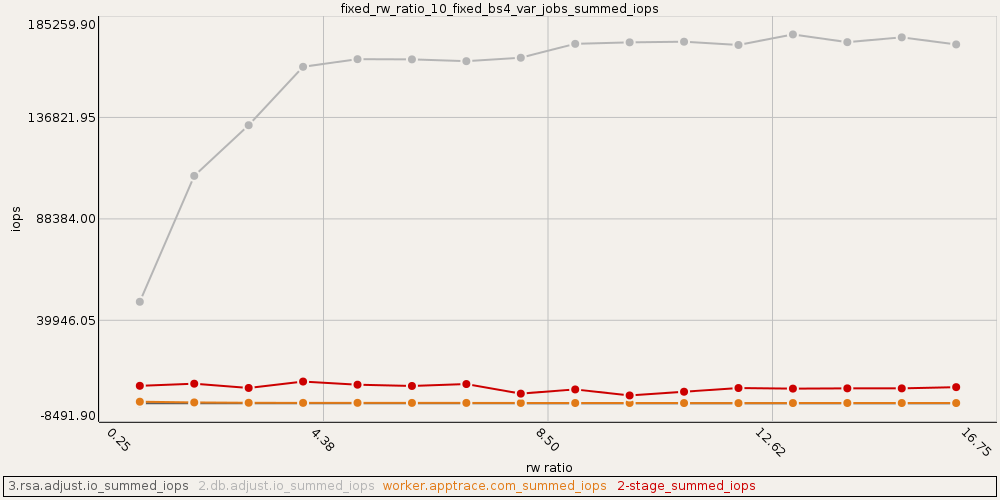 fixed_rw_ratio_10_fixed_bs4_var_jobs_summed_iops
185259.90
136821.95
88384.00
39946.05
-8491.90
iops
0.25
4.38
8.50
12.62
16.75
rw ratio
3.rsa.adjust.io_summed_iops 2.db.adjust.io_summed_iops worker.apptrace.com_summed_iops 2-stage_summed_iops